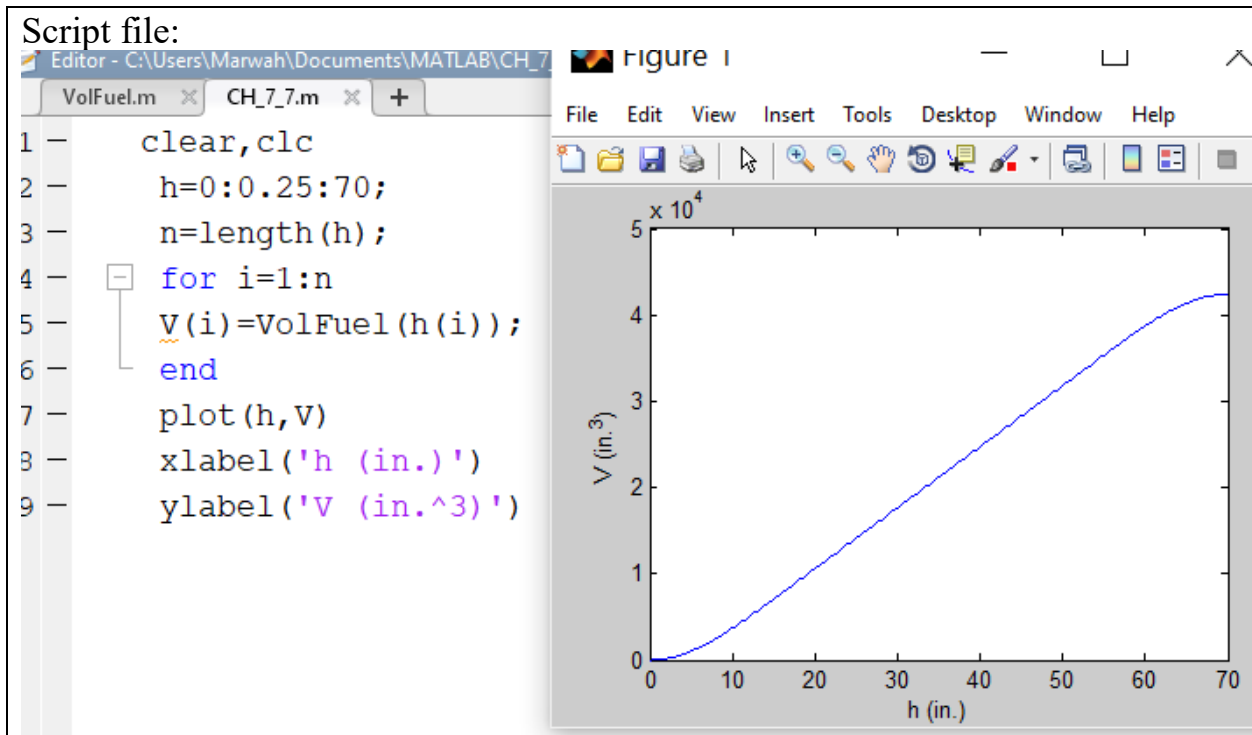 Script file:
Editor - C:\Users\Marwah\Documents\MATLAB\CH_7
Figure 1
VolFuel.m × CH_7_7.m × +
File Edit View Insert Tools Desktop Window Help
1 clear,clc
2 h=0:0.25:70;
3 n=length(h);
4 for i=1:n
5 V(i)=VolFuel(h(i));
6 end
7 plot(h,V)
8 xlabel('h (in.)')
9 ylabel('V (in.^3)')
x 10^4
5
4
3
2
1
0
V (in.^3)
0 10 20 30 40 50 60 70
h (in.)